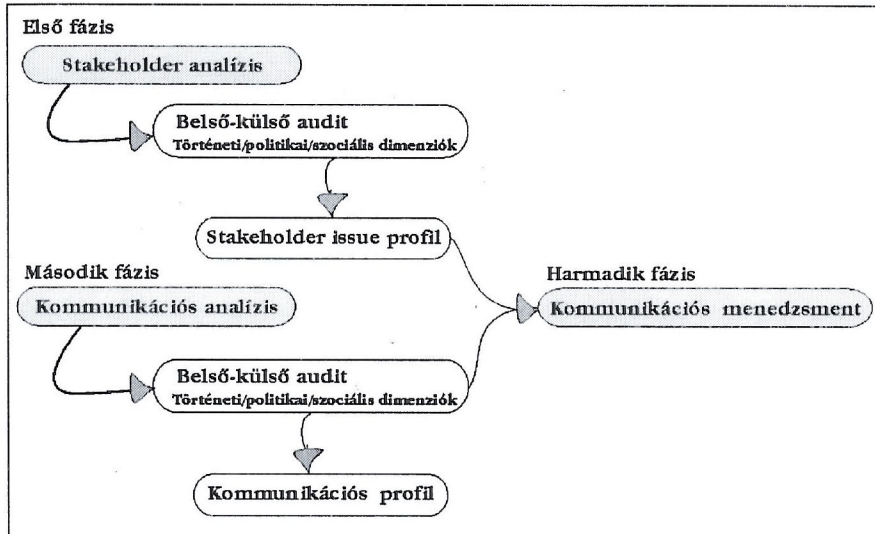 Első fázis
Stakeholder analízis
Belső-külső audit
Történeti/politikai/szociális dimenziók
Stakeholder issue profil
Második fázis
Kommunikációs analízis
Harmadik fázis
Kommunikációs menedzsment
Belső-külső audit
Történeti/politikai/szociális dimenziók
Kommunikációs profil